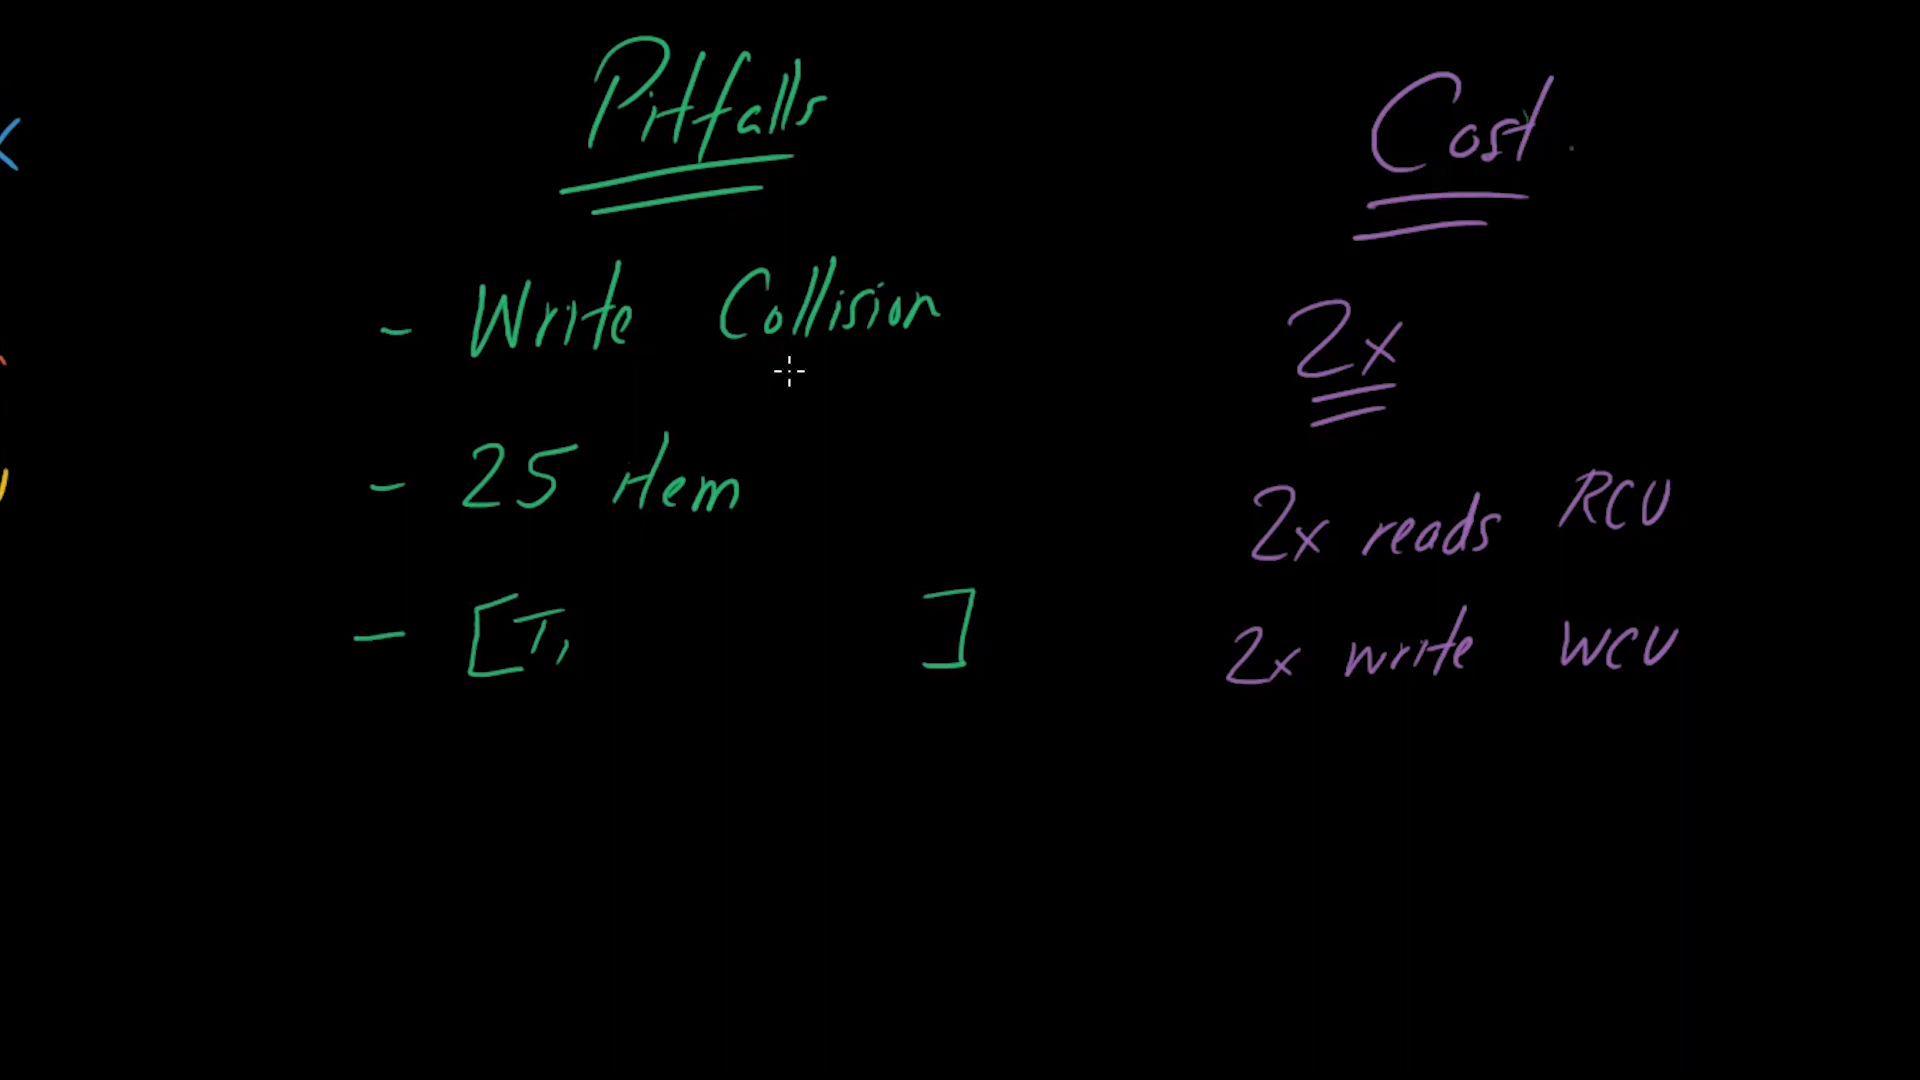 Pitfalls
- Write Collision
- 25 item
- [T, ]
Cost
2x
2x reads RCU
2x write WCU